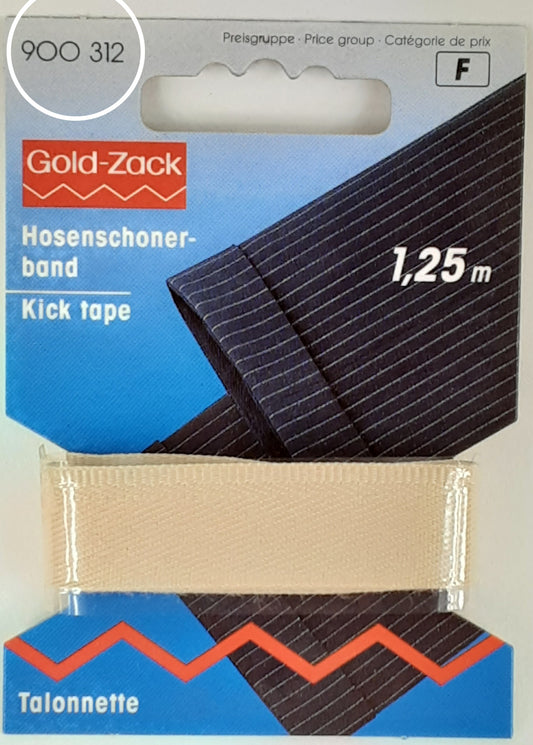 900 312
Preisgruppe · Price group · Catégorie de prix
F
Gold-Zack
Hosenschoner-
band
Kick tape
1,25 m
Talonnette